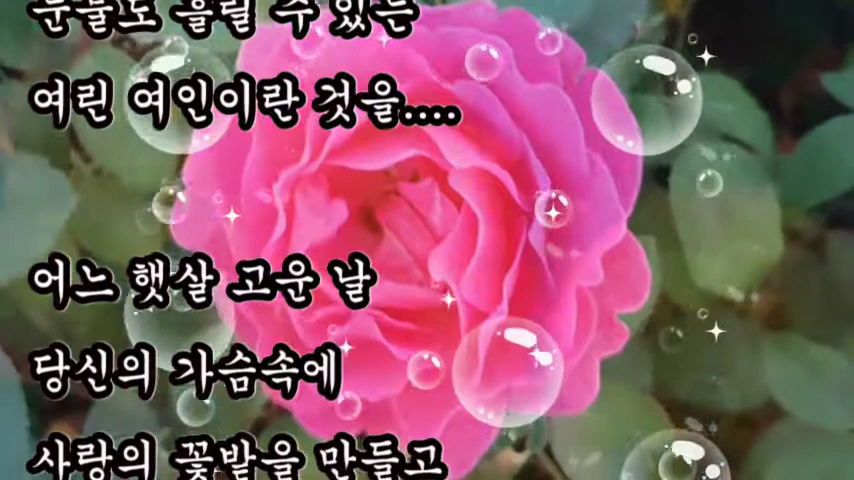 눈물도 흘릴 수 있는
여린 여인이란 것을....
어느 햇살 고운 날
당신의 가슴속에
사랑의 꽃밭을 만들고